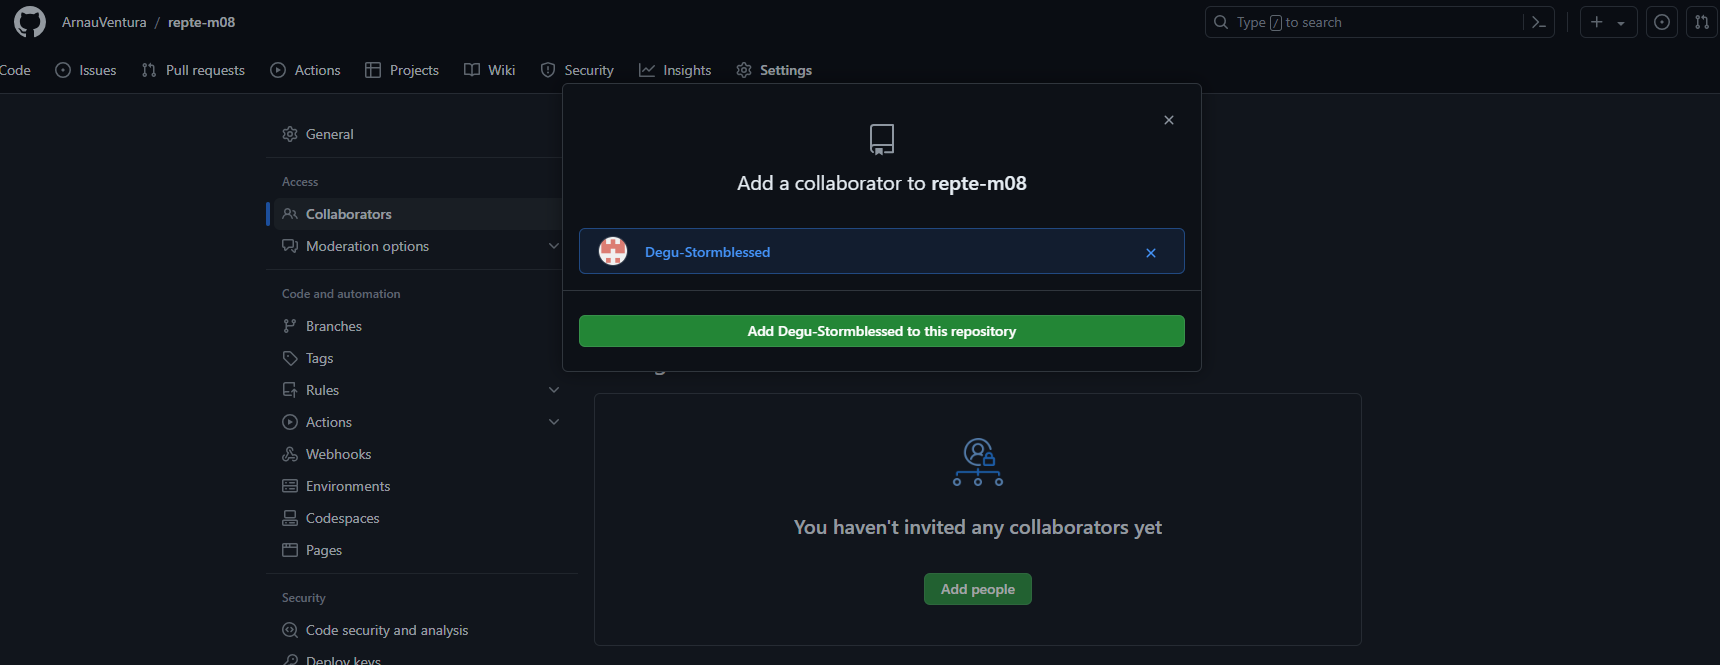 ArnauVentura / repte-m08
Type / to search
Code Issues Pull requests Actions Projects Wiki Security Insights Settings
General
Access
Collaborators
Moderation options
Code and automation
Branches
Tags
Rules
Actions
Webhooks
Environments
Codespaces
Pages
Security
Code security and analysis
Deploy keys
Add a collaborator to repte-m08
Degu-Stormblessed
Add Degu-Stormblessed to this repository
You haven't invited any collaborators yet
Add people